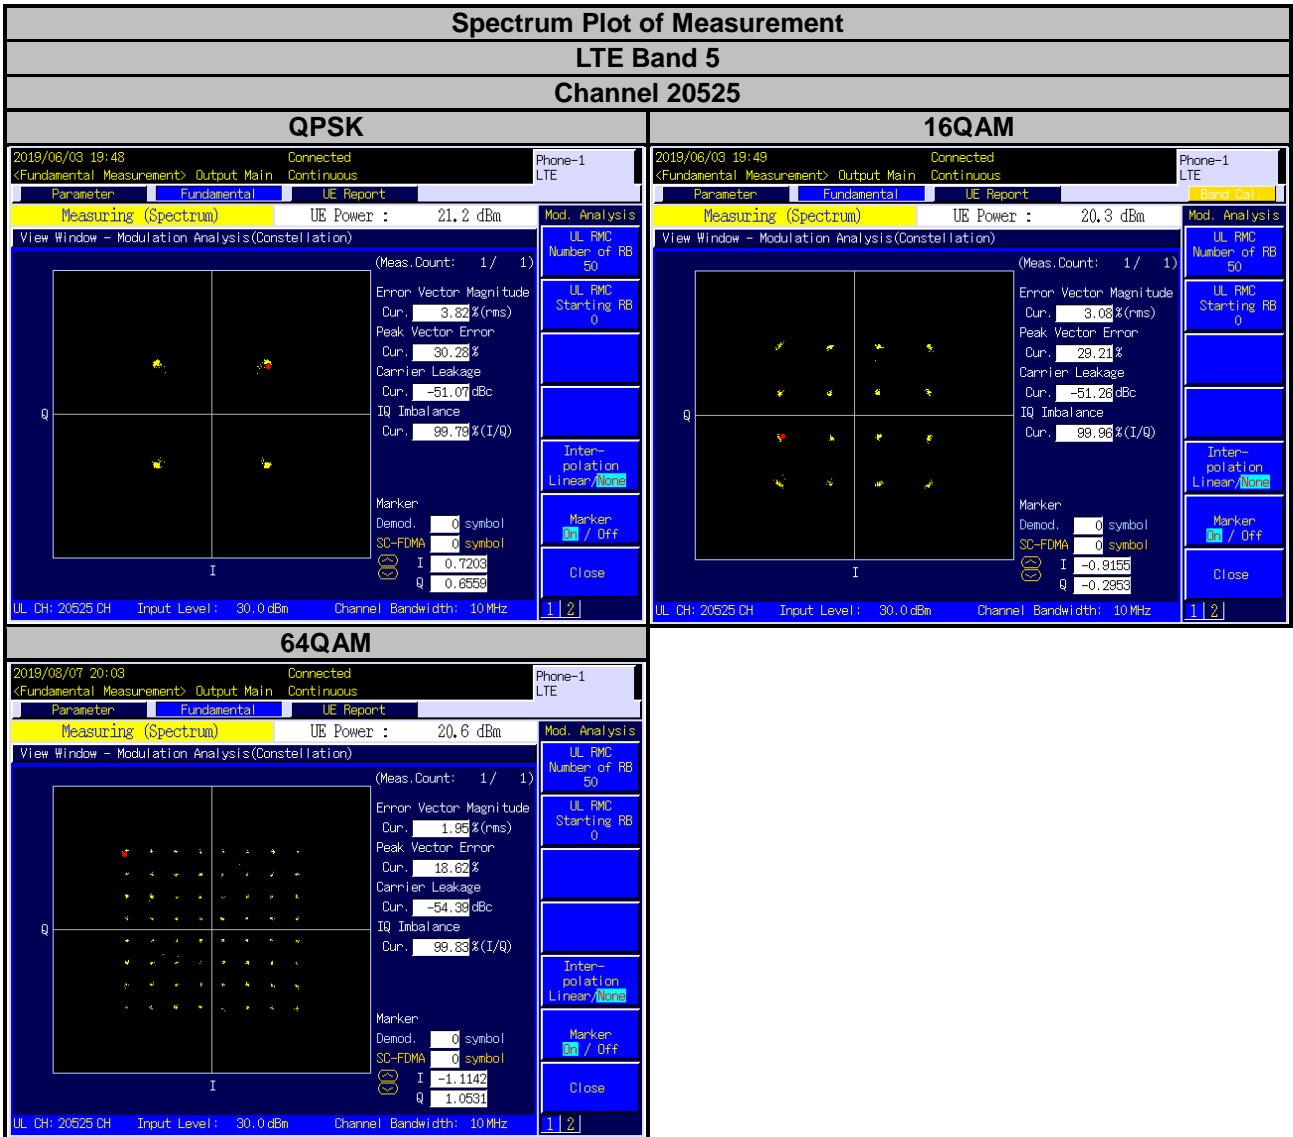 Spectrum Plot of Measurement
LTE Band 5
Channel 20525
QPSK
2019/06/03 19:48 Connected
<Fundamental Measurement> Output Main Continuous
Phone-1
LTE
Parameter Fundamental UE Report
Measuring (Spectrum) UE Power : 21.2 dBm
Mod. Analysis
View Window - Modulation Analysis(Constellation)
(Meas.Count: 1/ 1)
Error Vector Magnitude
Cur. 3.82 %(rms)
Peak Vector Error
Cur. 30.28 %
Carrier Leakage
Cur. -51.07 dBc
IQ Imbalance
Cur. 99.79 %(I/Q)
Marker
Demod. 0 symbol
SC-FDMA 0 symbol
I 0.7203
Q 0.6559
Q
I
UL RMC
Number of RB
50
UL RMC
Starting RB
0
Inter-
polation
Linear/None
Marker
On / Off
Close
UL CH: 20525 CH Input Level: 30.0 dBm Channel Bandwidth: 10 MHz
1 2
16QAM
2019/06/03 19:49 Connected
<Fundamental Measurement> Output Main Continuous
Phone-1
LTE
Parameter Fundamental UE Report
Band Cal
Measuring (Spectrum) UE Power : 20.3 dBm
Mod. Analysis
View Window - Modulation Analysis(Constellation)
(Meas.Count: 1/ 1)
Error Vector Magnitude
Cur. 3.08 %(rms)
Peak Vector Error
Cur. 29.21 %
Carrier Leakage
Cur. -51.26 dBc
IQ Imbalance
Cur. 99.96 %(I/Q)
Marker
Demod. 0 symbol
SC-FDMA 0 symbol
I -0.9155
Q -0.2953
Q
I
UL RMC
Number of RB
50
UL RMC
Starting RB
0
Inter-
polation
Linear/None
Marker
On / Off
Close
UL CH: 20525 CH Input Level: 30.0 dBm Channel Bandwidth: 10 MHz
1 2
64QAM
2019/08/07 20:03 Connected
<Fundamental Measurement> Output Main Continuous
Phone-1
LTE
Parameter Fundamental UE Report
Measuring (Spectrum) UE Power : 20.6 dBm
Mod. Analysis
View Window - Modulation Analysis(Constellation)
(Meas.Count: 1/ 1)
Error Vector Magnitude
Cur. 1.95 %(rms)
Peak Vector Error
Cur. 18.62 %
Carrier Leakage
Cur. -54.39 dBc
IQ Imbalance
Cur. 99.83 %(I/Q)
Marker
Demod. 0 symbol
SC-FDMA 0 symbol
I -1.1142
Q 1.0531
Q
I
UL RMC
Number of RB
50
UL RMC
Starting RB
0
Inter-
polation
Linear/None
Marker
On / Off
Close
UL CH: 20525 CH Input Level: 30.0 dBm Channel Bandwidth: 10 MHz
1 2